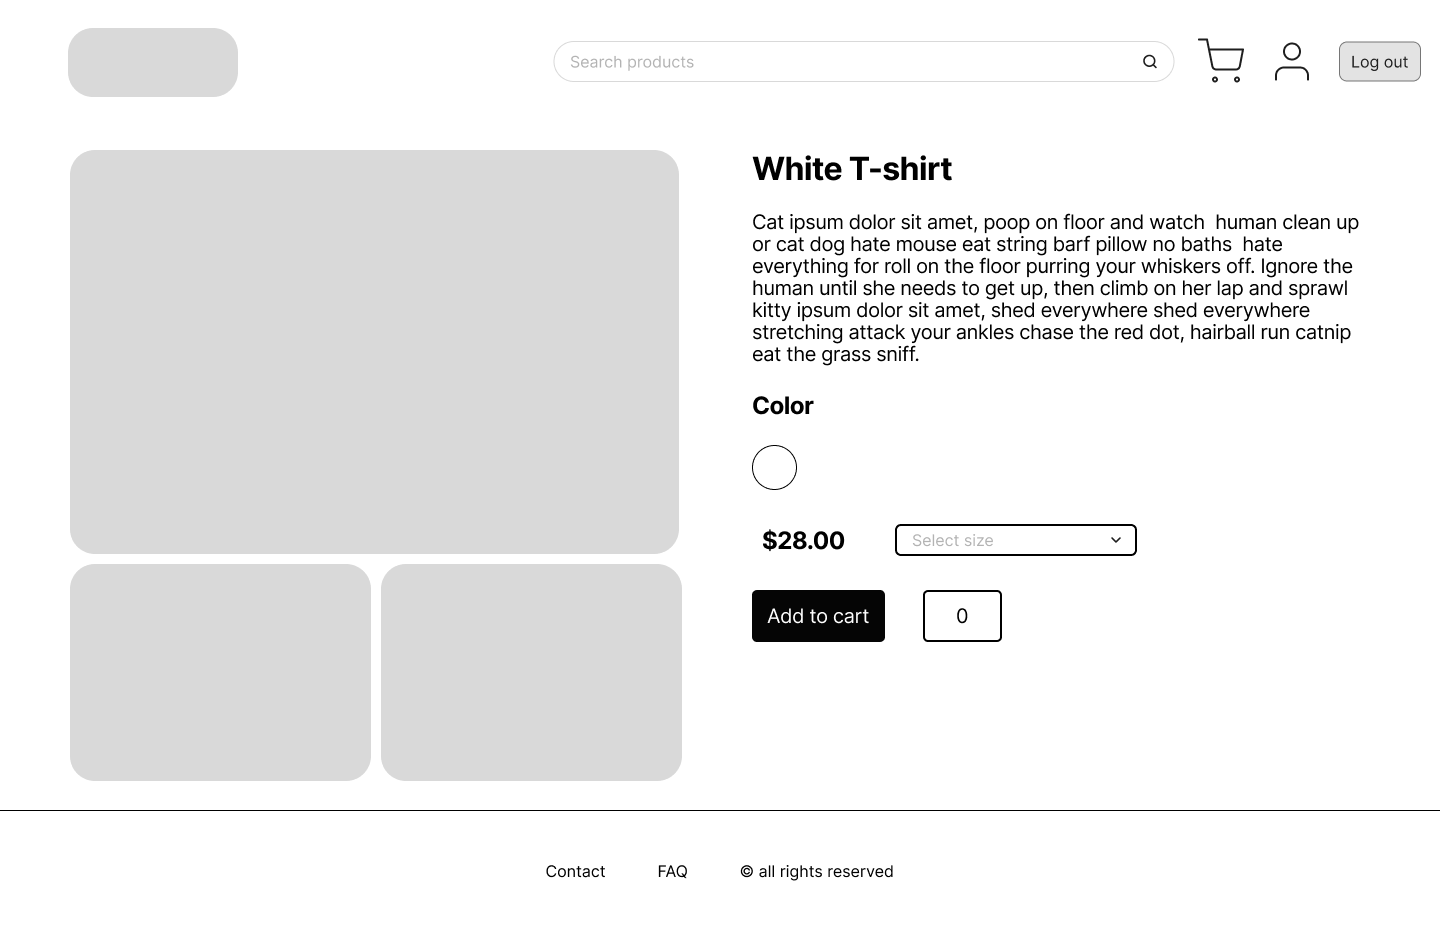 Search products
Log out
White T-shirt
Cat ipsum dolor sit amet, poop on floor and watch  human clean up
or cat dog hate mouse eat string barf pillow no baths  hate
everything for roll on the floor purring your whiskers off. Ignore the
human until she needs to get up, then climb on her lap and sprawl
kitty ipsum dolor sit amet, shed everywhere shed everywhere
stretching attack your ankles chase the red dot, hairball run catnip
eat the grass sniff.
Color
$28.00
Select size
Add to cart
0
Contact FAQ © all rights reserved